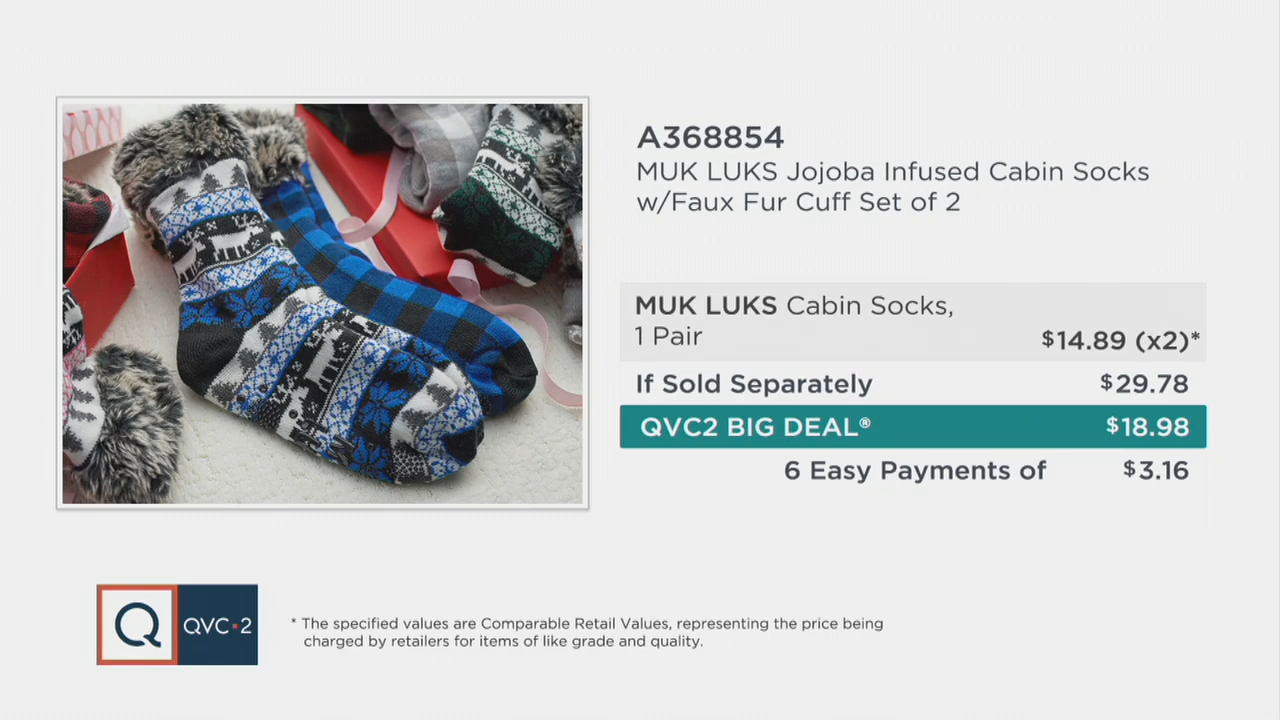 A368854
MUK LUKS Jojoba Infused Cabin Socks
w/Faux Fur Cuff Set of 2
MUK LUKS Cabin Socks,
1 Pair
$14.89 (x2)*
If Sold Separately $29.78
QVC2 BIG DEAL® $18.98
6 Easy Payments of $3.16
Q QVC•2
* The specified values are Comparable Retail Values, representing the price being
charged by retailers for items of like grade and quality.